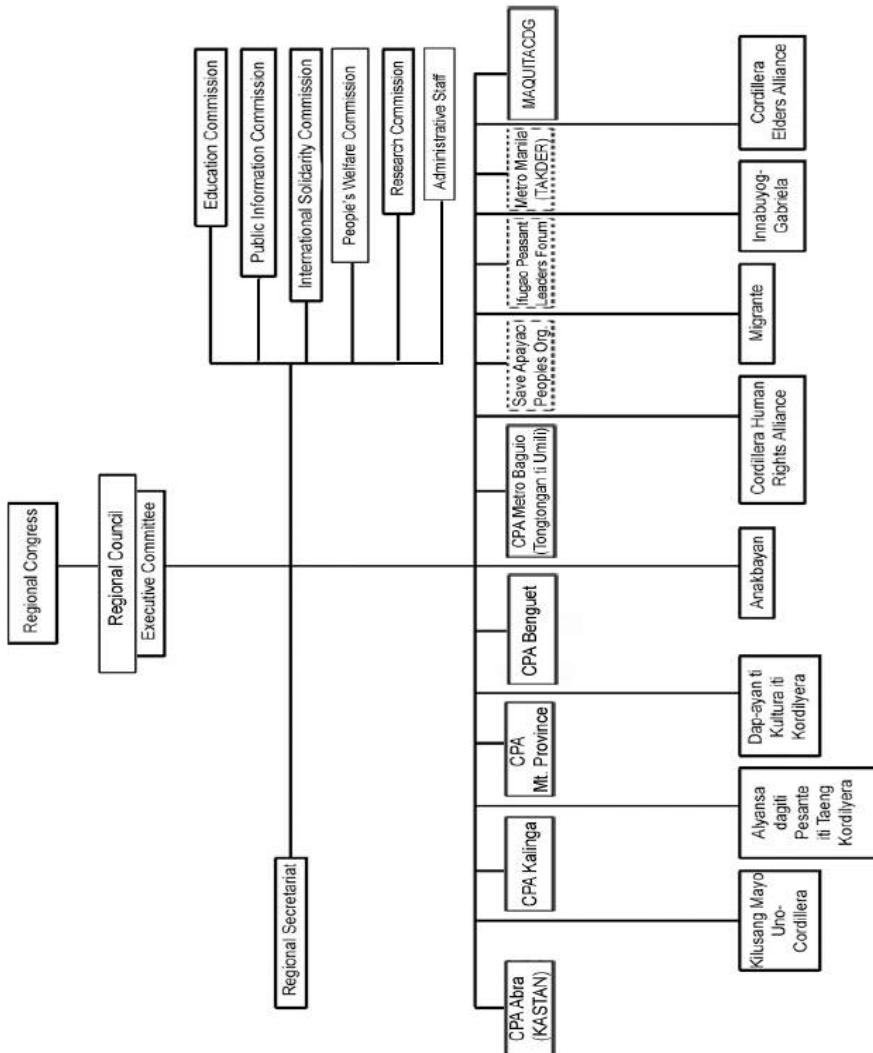 Regional Congress
Regional Council
Executive Committee
Regional Secretariat
Education Commission
Public Information Commission
International Solidarity Commission
People's Welfare Commission
Research Commission
Administrative Staff
CPA Abra
(KASTAN)
CPA Kalinga
CPA
Mt. Province
CPA Benguet
CPA Metro Baguio
(Tongtongan ti Umili)
Save Apayao
Peoples Org.
Ifugao Peasant
Leaders Forum
Metro Manila
(TAKDER)
MAQUITACDG
Kilusang Mayo
Uno-
Cordillera
Alyansa
dagiti
Pesante
iti Taeng
Kordilyera
Dap-ayan ti
Kultura iti
Kordilyera
Anakbayan
Cordillera Human
Rights Alliance
Migrante
Innabuyog-
Gabriela
Cordillera
Elders Alliance